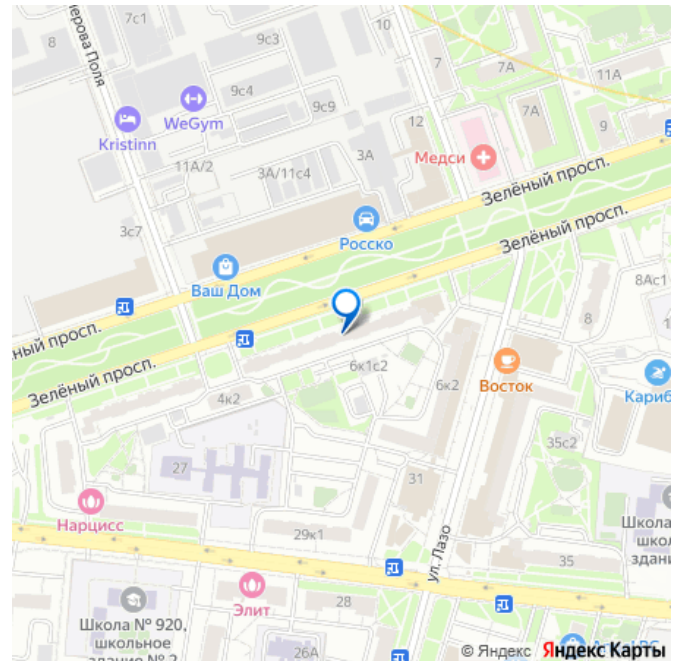 7с1
10
8
9с3
нерова Поля
7
7А
11А
9с4
WeGym
Kristinn
9с9
12
7А
9
11А/2
3А
3А/11с4
Медси
Зелёный просп.
3с7
Росско
Зелёный просп.
Ваш Дом
8Ас1
ный просп.
8
Зелёный просп.
6к1с2
6к2
Восток
Кариб
4к2
35с2
27
31
Нарцисс
Школа
школ
здани
29к1
ул. Лазо
35
Элит
28
Школа № 920,
школьное
здание № 2
26А
© Яндекс Яндекс Карты